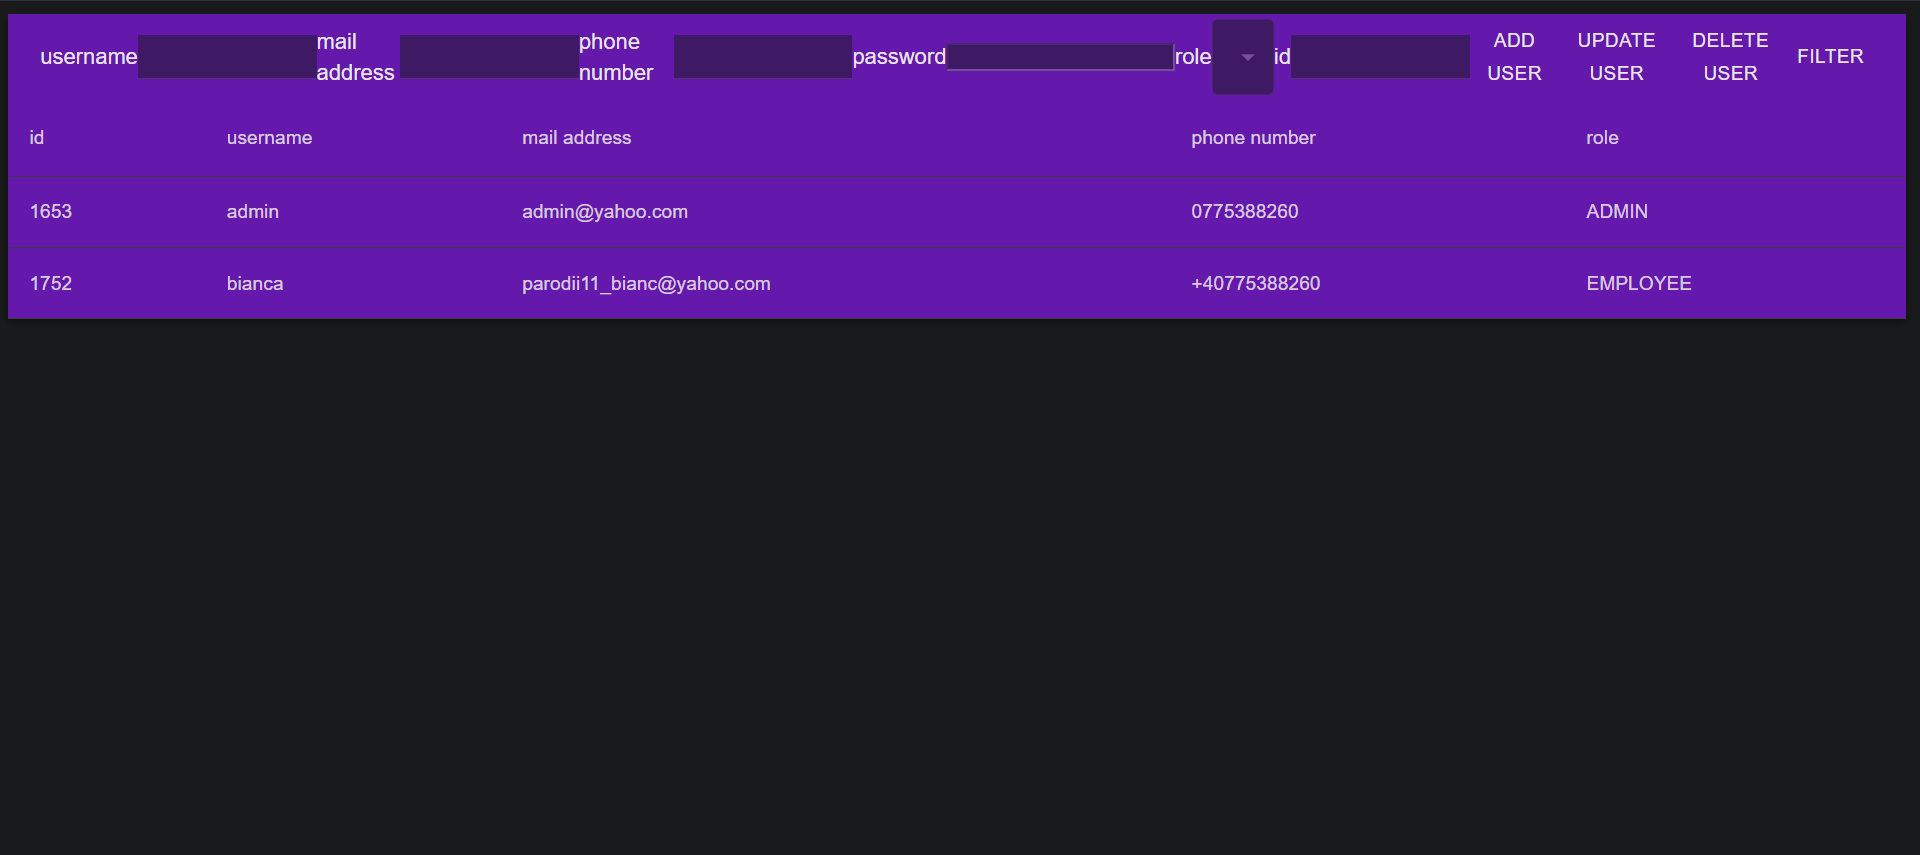 username mail address phone number password role id ADD USER UPDATE USER DELETE USER FILTER
id username mail address phone number role
1653 admin admin@yahoo.com 0775388260 ADMIN
1752 bianca parodii11_bianc@yahoo.com +40775388260 EMPLOYEE